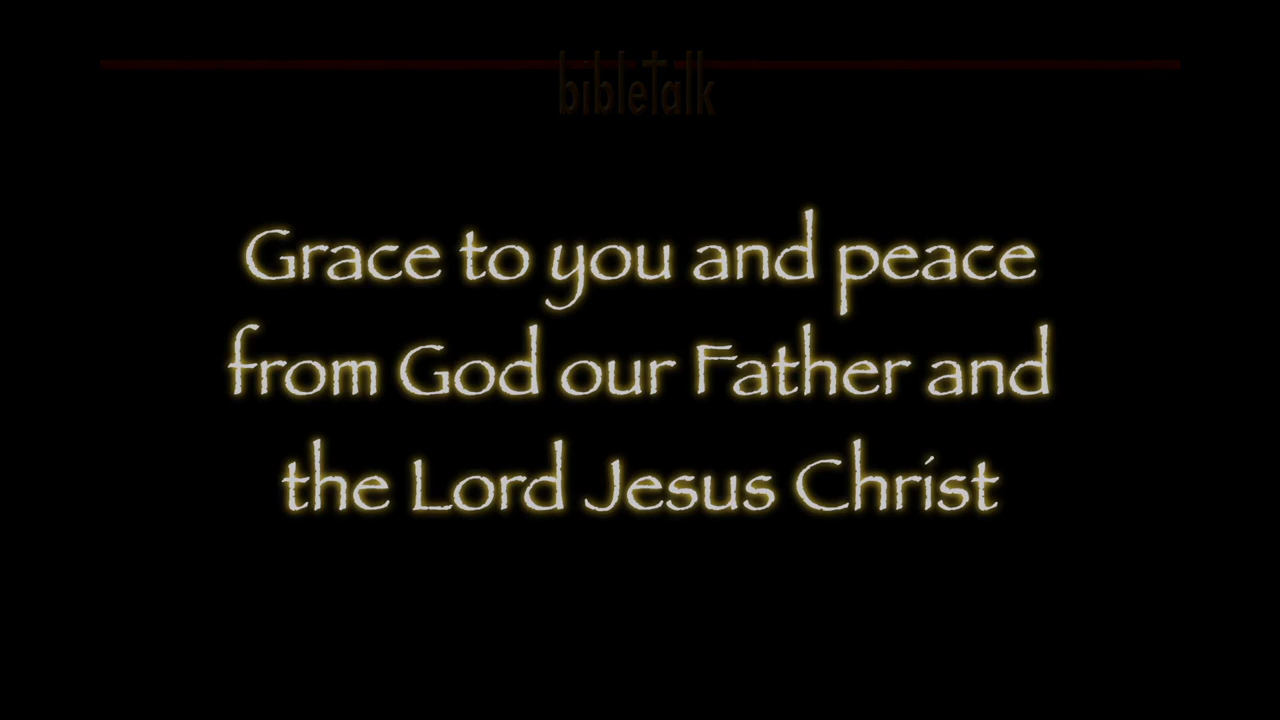 bibletalk
Grace to you and peace
from God our Father and
the Lord Jesus Christ